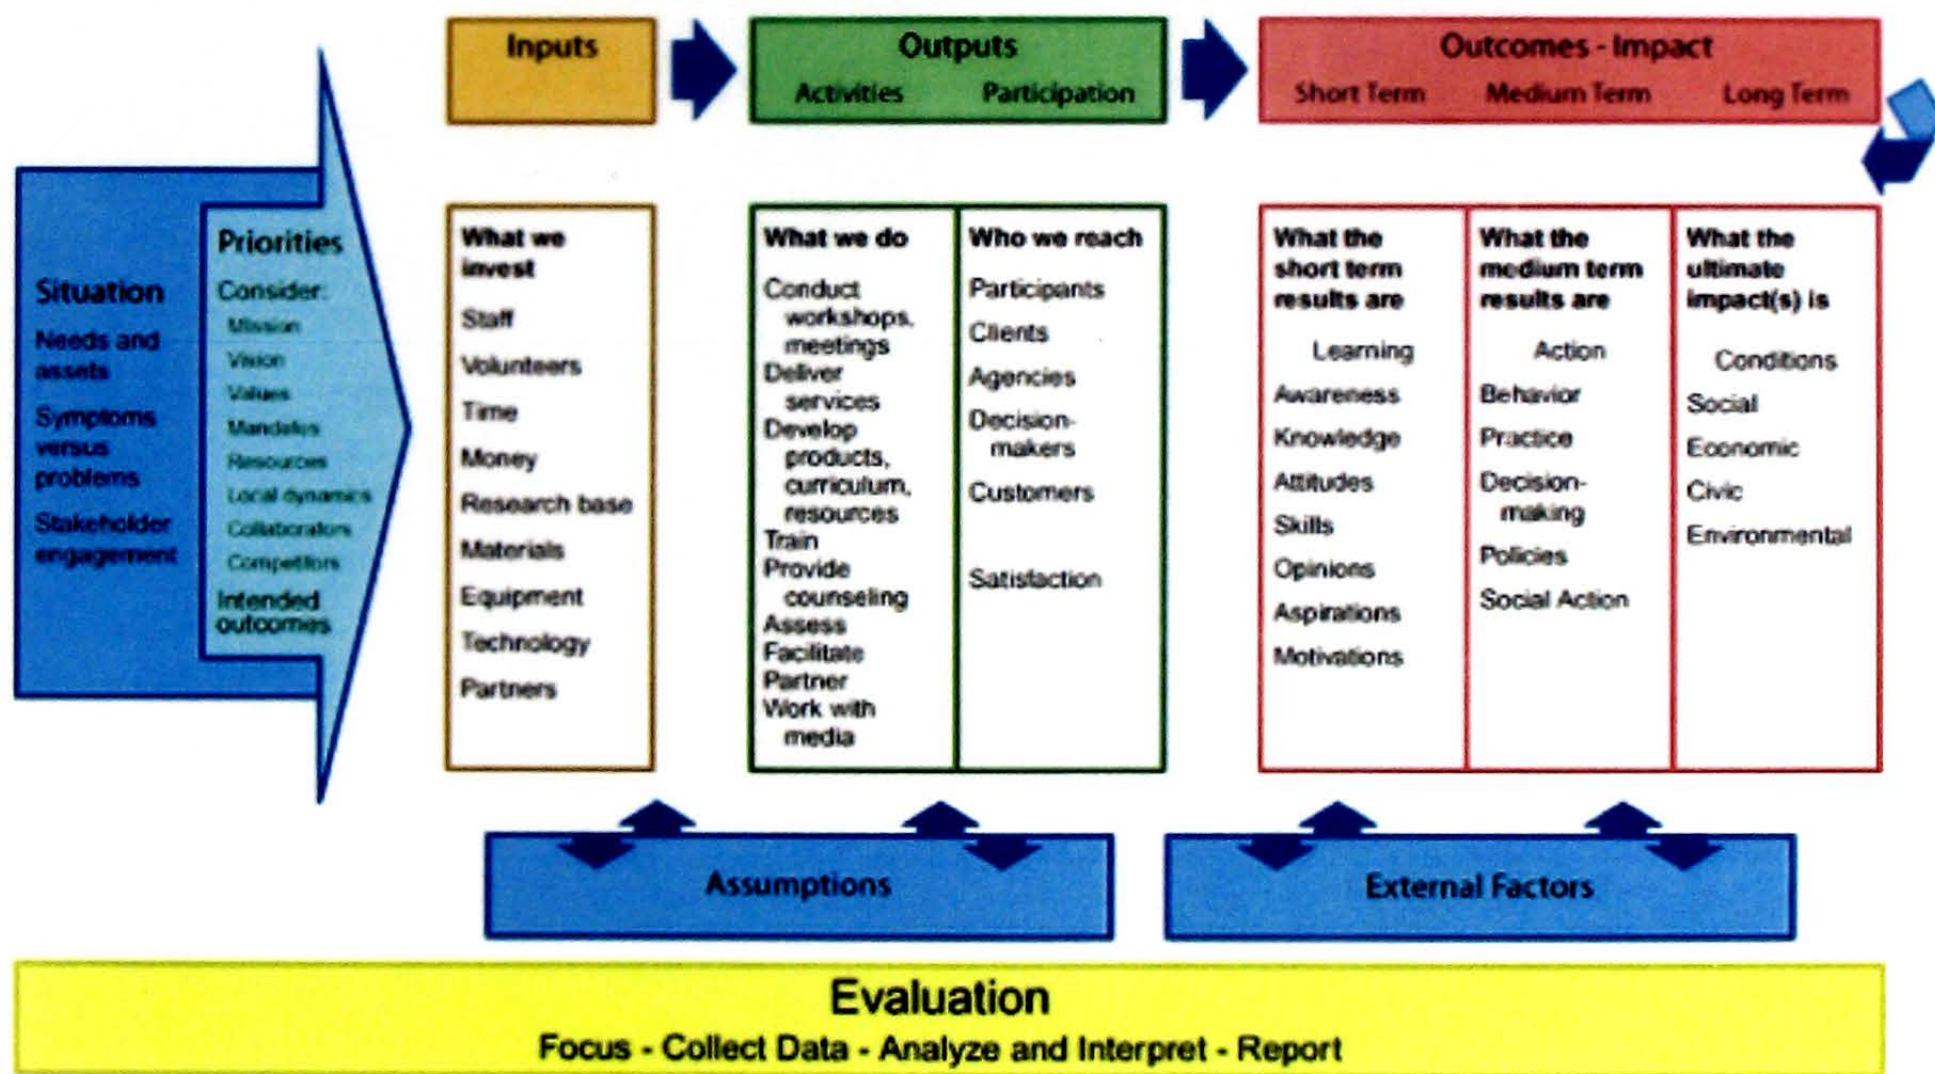 Inputs
Outputs
Activities Participation
Outcomes - Impact
Short Term Medium Term Long Term
Situation
Needs and
assets
Symptoms
versus
problems
Stakeholder
engagement
Priorities
Consider:
Mission
Vision
Values
Mandates
Resources
Local dynamics
Collaborators
Competitors
Intended
outcomes
What we
invest
Staff
Volunteers
Time
Money
Research base
Materials
Equipment
Technology
Partners
What we do
Conduct
workshops,
meetings
Deliver
services
Develop
products,
curriculum,
resources
Train
Provide
counseling
Assess
Facilitate
Partner
Work with
media
Who we reach
Participants
Clients
Agencies
Decision-
makers
Customers
Satisfaction
What the
short term
results are
Learning
Awareness
Knowledge
Attitudes
Skills
Opinions
Aspirations
Motivations
What the
medium term
results are
Action
Behavior
Practice
Decision-
making
Policies
Social Action
What the
ultimate
impact(s) is
Conditions
Social
Economic
Civic
Environmental
Assumptions
External Factors
Evaluation
Focus - Collect Data - Analyze and Interpret - Report